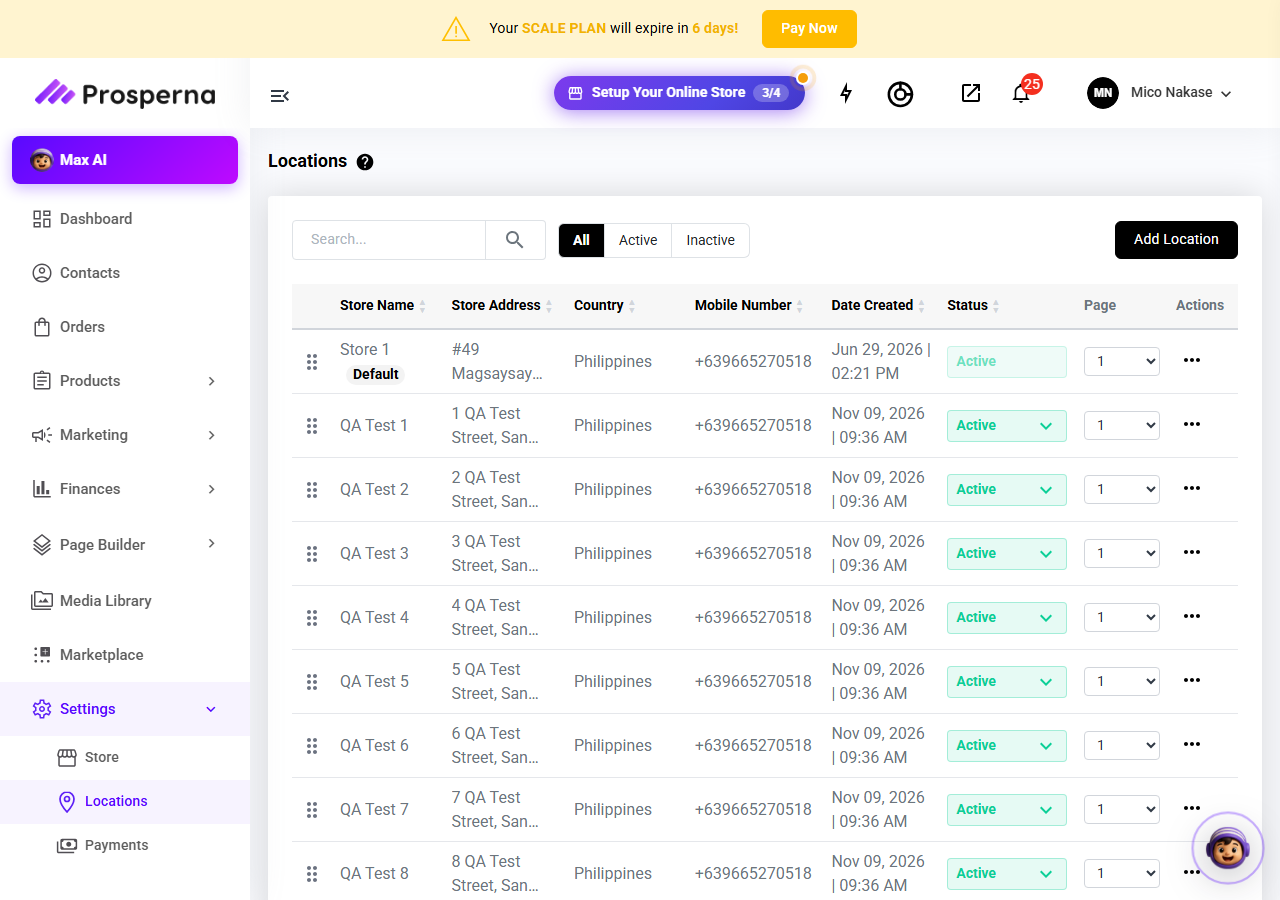 Your SCALE PLAN will expire in 6 days!
Pay Now
Prosperna
Setup Your Online Store 3/4
25
MN
Mico Nakase
Max AI
Dashboard
Contacts
Orders
Products
Marketing
Finances
Page Builder
Media Library
Marketplace
Settings
Store
Locations
Payments
Locations
Search...
All
Active
Inactive
Add Location
Store Name Store Address Country Mobile Number Date Created Status Page Actions
Store 1 #49 Philippines +639665270518 Jun 29, 2026 | Active 1
Default Magsaysay... 02:21 PM
QA Test 1 1 QA Test Philippines +639665270518 Nov 09, 2026 Active 1
Street, San... | 09:36 AM
QA Test 2 2 QA Test Philippines +639665270518 Nov 09, 2026 Active 1
Street, San... | 09:36 AM
QA Test 3 3 QA Test Philippines +639665270518 Nov 09, 2026 Active 1
Street, San... | 09:36 AM
QA Test 4 4 QA Test Philippines +639665270518 Nov 09, 2026 Active 1
Street, San... | 09:36 AM
QA Test 5 5 QA Test Philippines +639665270518 Nov 09, 2026 Active 1
Street, San... | 09:36 AM
QA Test 6 6 QA Test Philippines +639665270518 Nov 09, 2026 Active 1
Street, San... | 09:36 AM
QA Test 7 7 QA Test Philippines +639665270518 Nov 09, 2026 Active 1
Street, San... | 09:36 AM
QA Test 8 8 QA Test Philippines +639665270518 Nov 09, 2026 Active 1
Street, San... | 09:36 AM